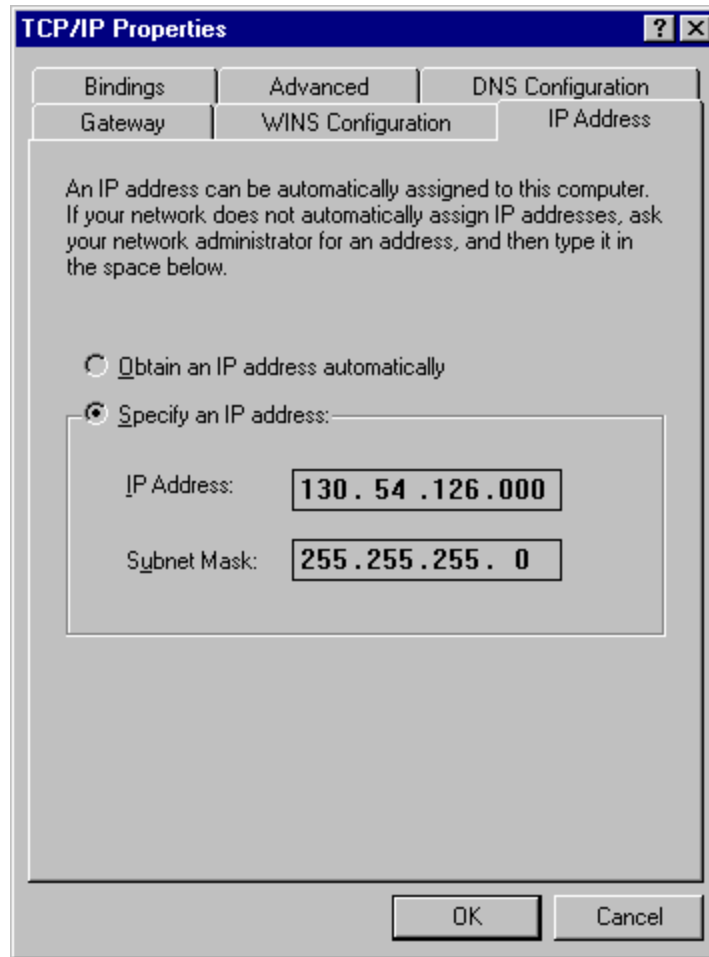 TCP/IP Properties
Bindings Advanced DNS Configuration
Gateway WINS Configuration IP Address
An IP address can be automatically assigned to this computer.
If your network does not automatically assign IP addresses, ask
your network administrator for an address, and then type it in
the space below.
Obtain an IP address automatically
Specify an IP address:
IP Address: 130. 54 .126.000
Subnet Mask: 255.255.255. 0
OK Cancel